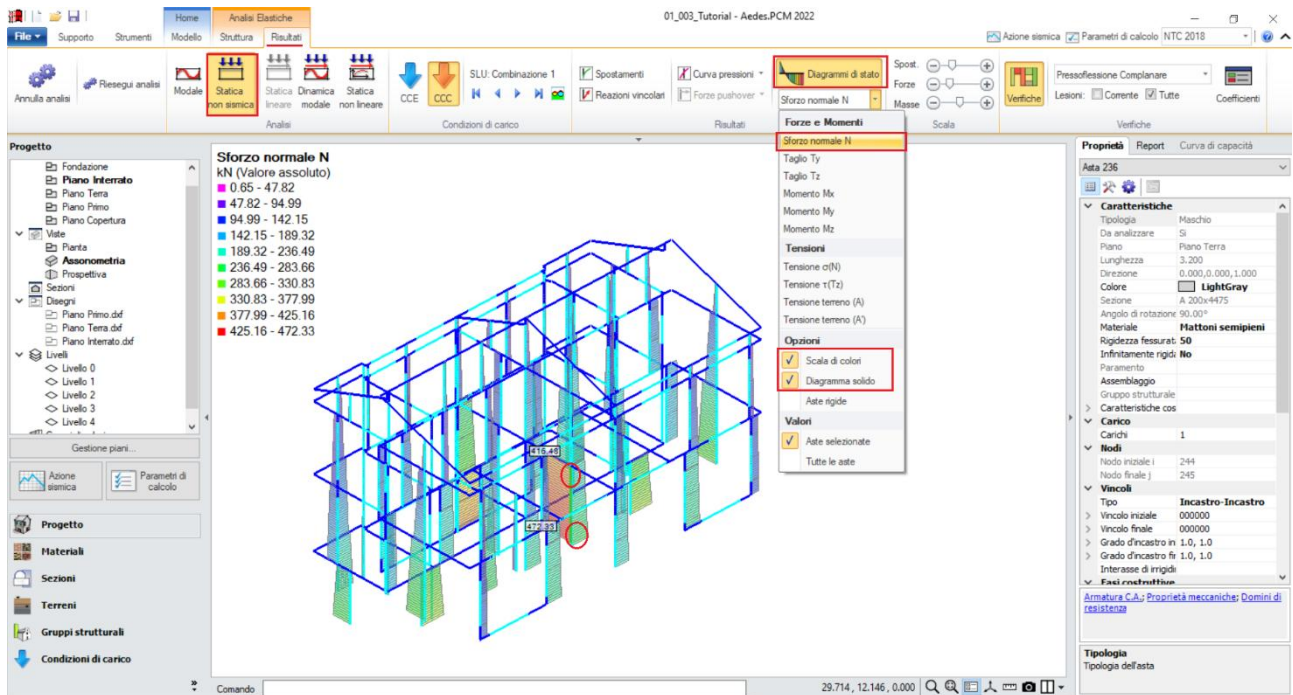 01_003_Tutorial - Aedes.PCM 2022
Home
Analisi Elastiche
File
Supporto
Strumenti
Modello
Struttura
Risultati
Azione sismica
Parametri di calcolo
NTC 2018
Annulla analisi
Riesegui analisi
Modale
Statica non sismica
Statica lineare
Dinamica modale
Statica non lineare
Analisi
CCE
CCC
SLU: Combinazione 1
Condizioni di carico
Spostamenti
Reazioni vincolari
Curva pressioni
Forze pushover
Diagrammi di stato
Sforzo normale N
Risultati
Spost.
Forze
Masse
Scala
Verifiche
Pressoflessione Complanare
Lesioni:
Corrente
Tutte
Coefficienti
Verifiche
Progetto
Fondazione
Piano Interrato
Piano Terra
Piano Primo
Piano Copertura
Viste
Pianta
Assonometria
Prospettiva
Sezioni
Disegni
Piano Primo.dxf
Piano Terra.dxf
Piano Interrato.dxf
Livelli
Livello 0
Livello 1
Livello 2
Livello 3
Livello 4
Gestione piani...
Azione sismica
Parametri di calcolo
Progetto
Materiali
Sezioni
Terreni
Gruppi strutturali
Condizioni di carico
Sforzo normale N
kN (Valore assoluto)
0.65 - 47.82
47.82 - 94.99
94.99 - 142.15
142.15 - 189.32
189.32 - 236.49
236.49 - 283.66
283.66 - 330.83
330.83 - 377.99
377.99 - 425.16
425.16 - 472.33
416.46
472.33
Forze e Momenti
Sforzo normale N
Taglio Ty
Taglio Tz
Momento Mx
Momento My
Momento Mz
Tensioni
Tensione σ(N)
Tensione τ(Tz)
Tensione terreno (A)
Tensione terreno (A')
Opzioni
Scala di colori
Diagramma solido
Aste rigide
Valori
Aste selezionate
Tutte le aste
Proprietà
Report
Curva di capacità
Asta 236
Caratteristiche
Tipologia Maschio
Da analizzare Si
Piano Piano Terra
Lunghezza 3.200
Direzione 0.000,0.000,1.000
Colore LightGray
Sezione A 200x4475
Angolo di rotazione 90.00°
Materiale Mattoni semipieni
Rigidezza fessurat. 50
Infinitamente rigida No
Paramento
Assemblaggio
Gruppo strutturale
Caratteristiche cos
Carico
Carichi 1
Nodi
Nodo iniziale i 244
Nodo finale j 245
Vincoli
Tipo Incastro-Incastro
Vincolo iniziale 000000
Vincolo finale 000000
Grado d'incastro in 1.0, 1.0
Grado d'incastro fir 1.0, 1.0
Interasse di irrigidi
Fasi costruttive
Armatura C.A.; Proprietà meccaniche; Domini di
resistenza
Tipologia
Tipologia dell'asta
Comando
29.714, 12.146, 0.000